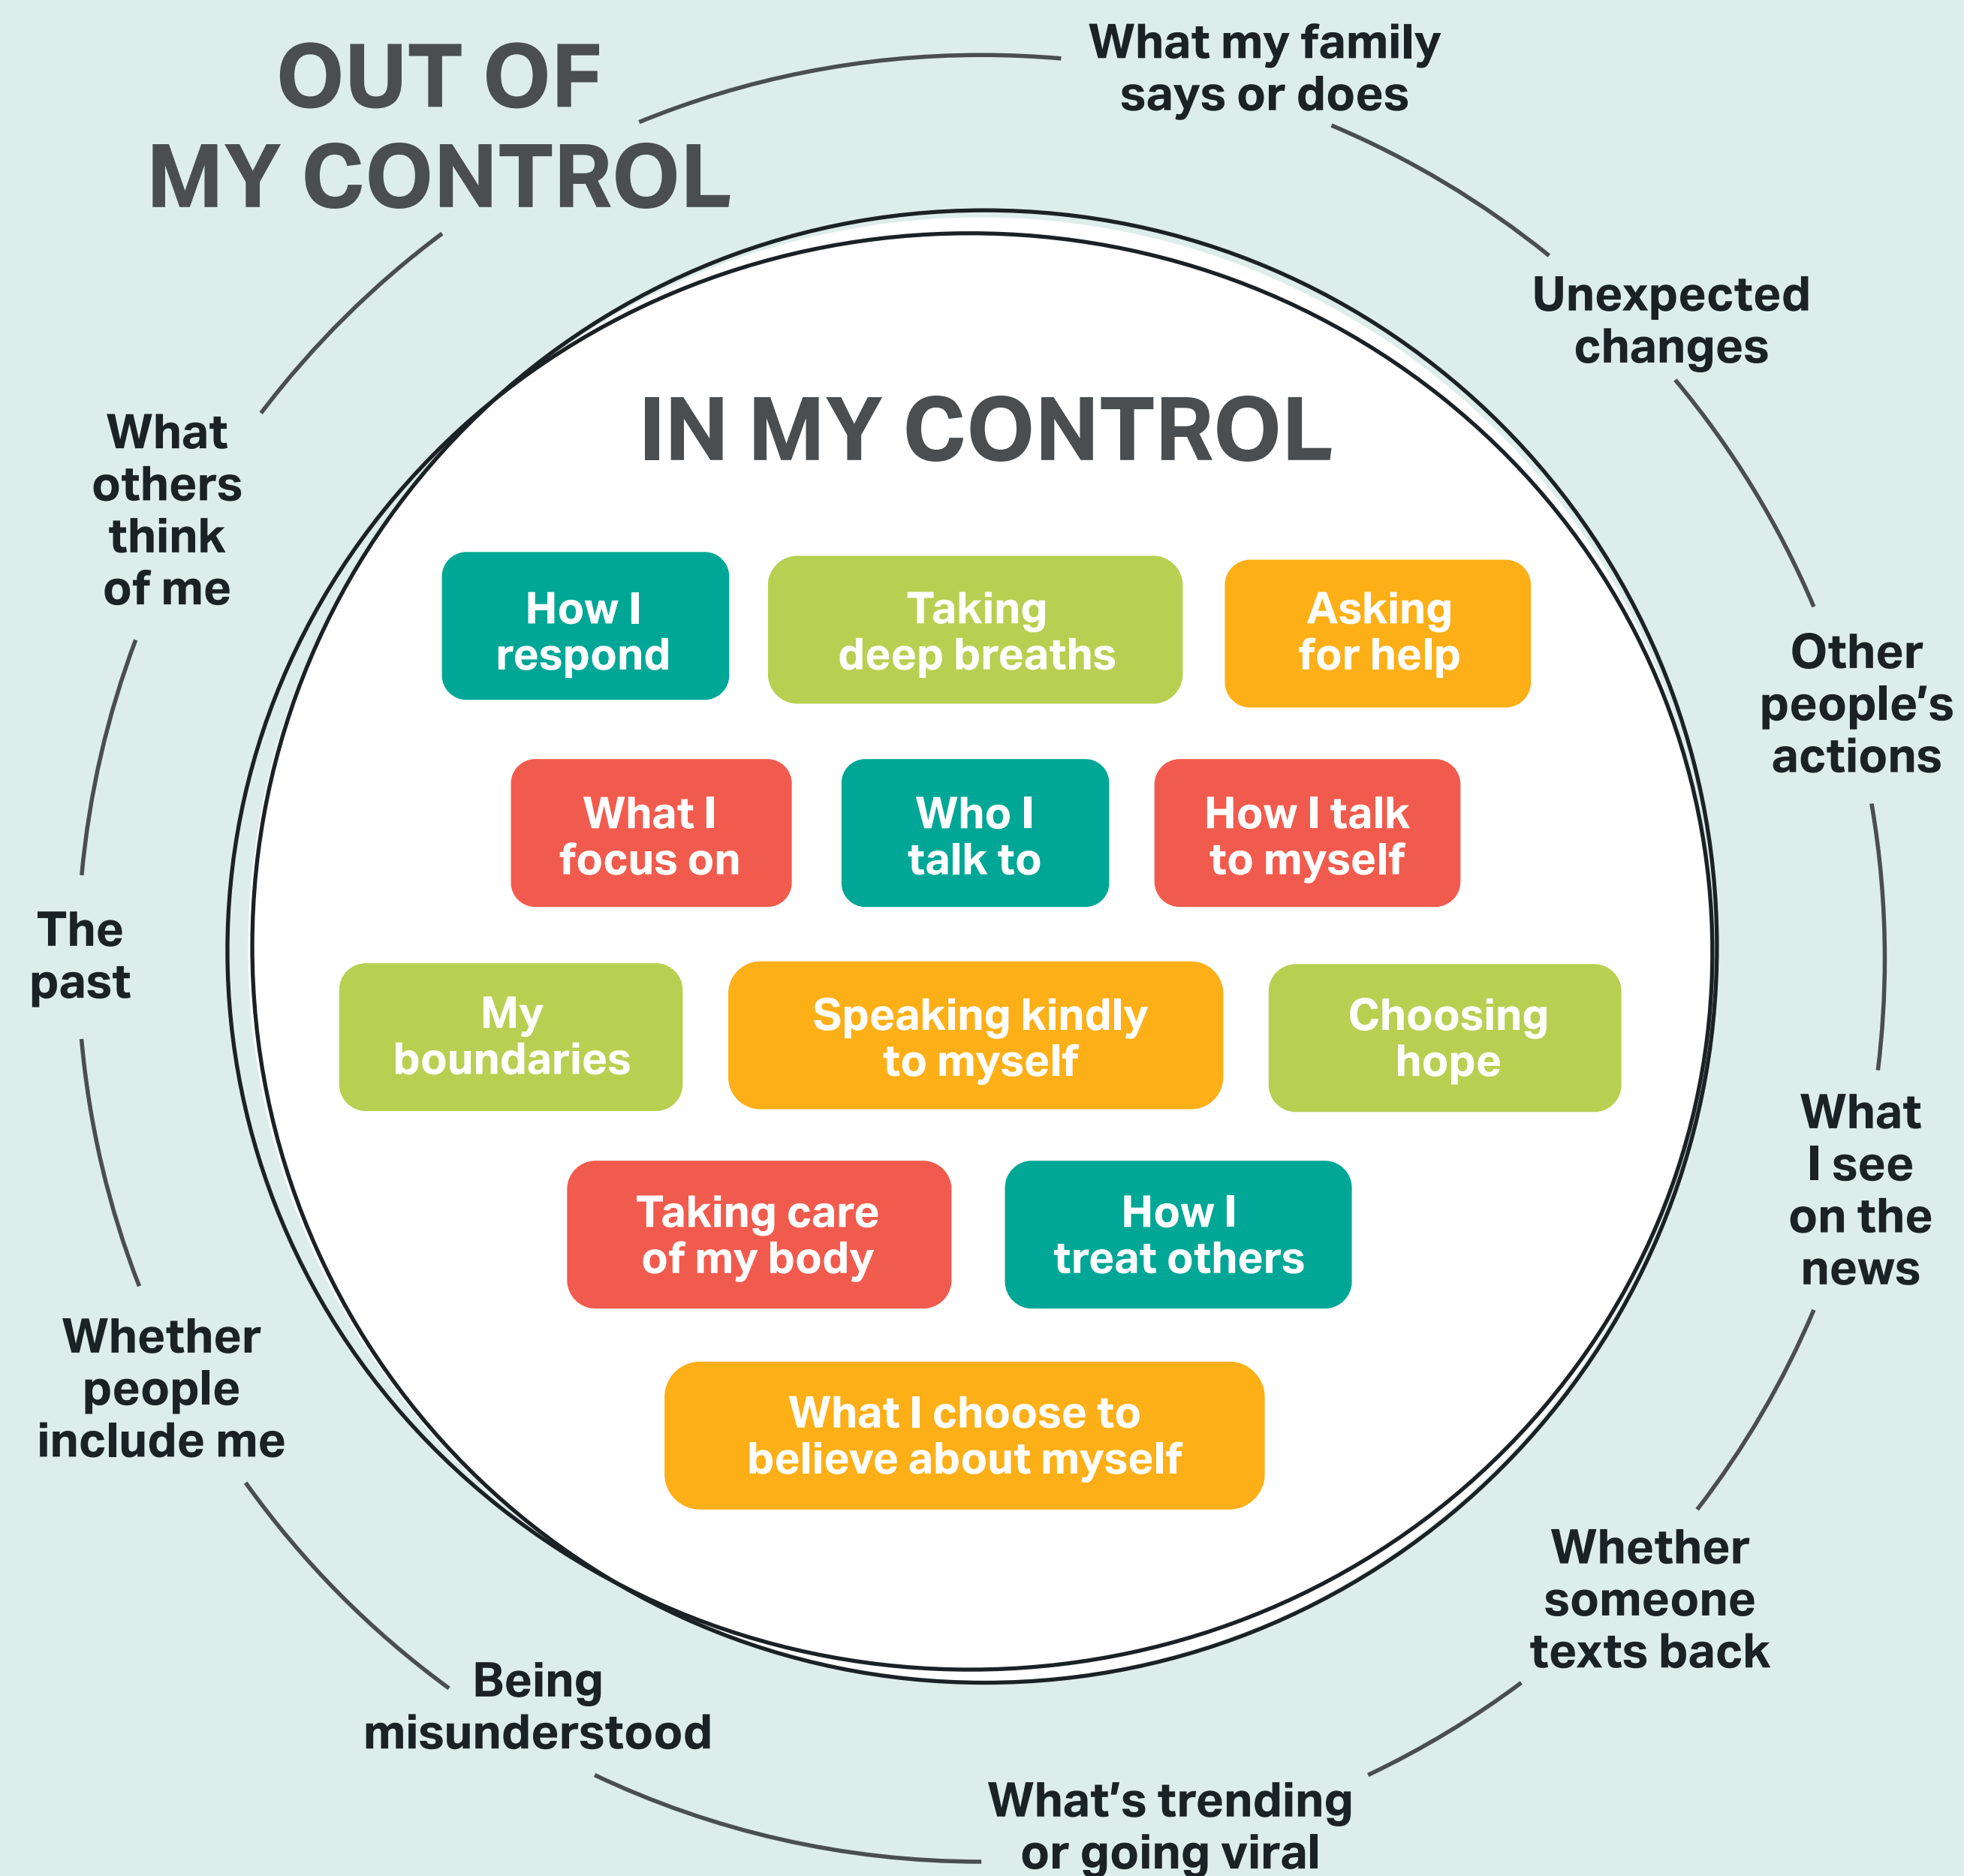 OUT OF
MY CONTROL
What my family
says or does
Unexpected
changes
Other
people's
actions
What
I see
on the
news
Whether
someone
texts back
What's trending
or going viral
Being
misunderstood
Whether
people
include me
The
past
What
others
think
of me
IN MY CONTROL
How I
respond
Taking
deep breaths
Asking
for help
What I
focus on
Who I
talk to
How I talk
to myself
My
boundaries
Speaking kindly
to myself
Choosing
hope
Taking care
of my body
How I
treat others
What I choose to
believe about myself